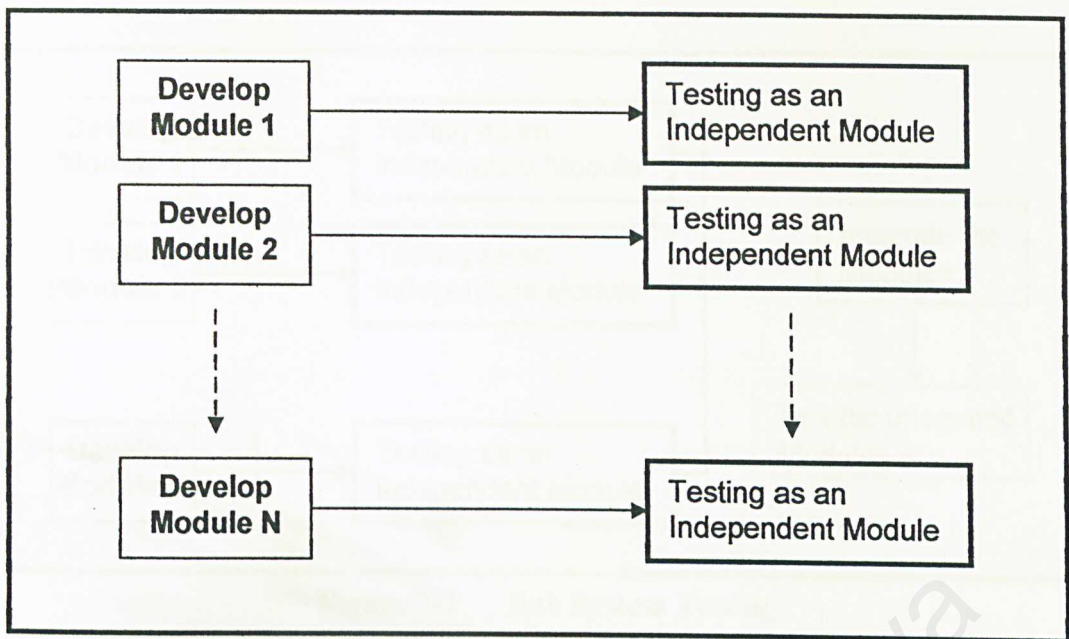 Develop
Module 1
Testing as an
Independent Module
Develop
Module 2
Testing as an
Independent Module
Develop
Module N
Testing as an
Independent Module